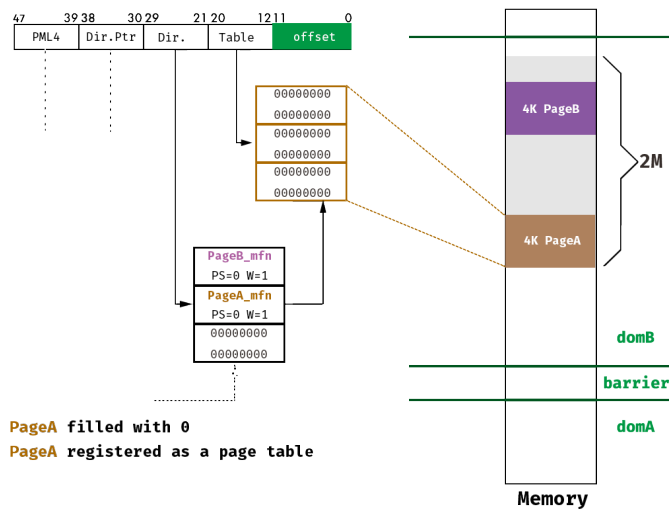 47 39 38 30 29 21 20 12 11 0
PML4 Dir.Ptr Dir. Table offset
00000000
00000000
00000000
00000000
00000000
00000000
4K PageB
2M
4K PageA
PageB_mfn
PS=0 W=1
PageA_mfn
PS=0 W=1
00000000
00000000
domB
barrier
domA
PageA filled with 0
PageA registered as a page table
Memory